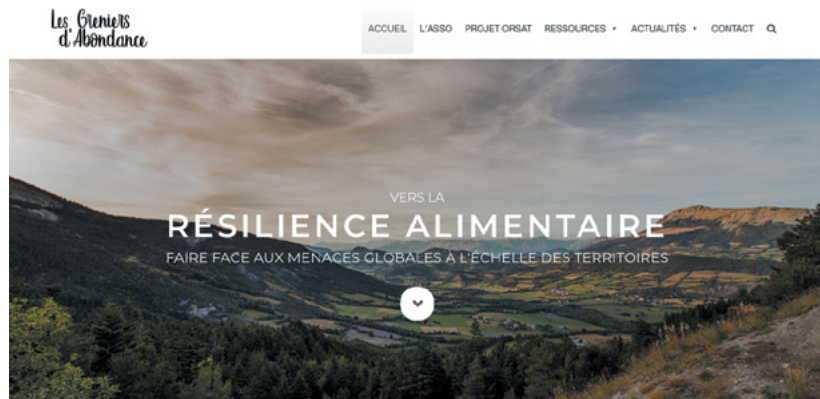 Les Greniers
d'Abondance
ACCUEIL L'ASSO PROJET ORSAT RESSOURCES ACTUALITÉS CONTACT
VERS LA
RÉSILIENCE ALIMENTAIRE
FAIRE FACE AUX MENACES GLOBALES À L'ÉCHELLE DES TERRITOIRES